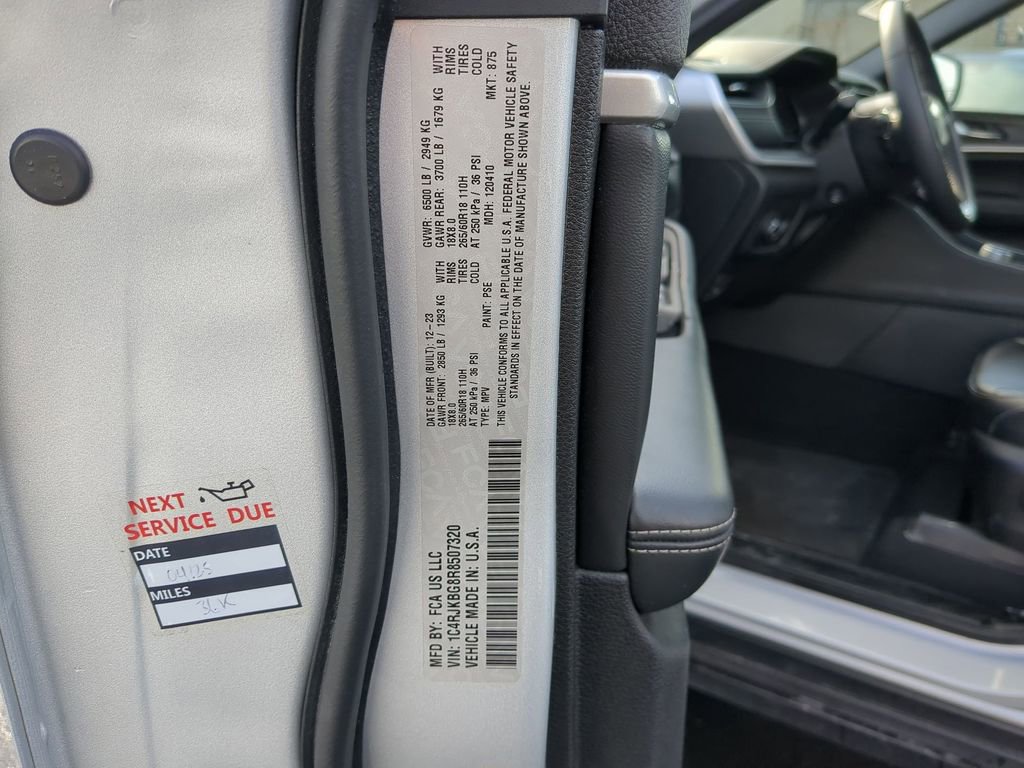 MFD BY: FCA US LLC
VIN: 1C4RJKBG8R8507320
VEHICLE MADE IN: U.S.A.
DATE OF MFR (BUILT): 12-23
GVWR: 6500 LB / 2949 KG
GAWR FRONT: 2850 LB / 1293 KG WITH
18X8.0 RIMS
265/60R18 110H TIRES
AT 250 kPa / 36 PSI COLD
GAWR REAR: 3700 LB / 1679 KG WITH
18X8.0 RIMS
265/60R18 110H TIRES
AT 250 kPa / 36 PSI COLD
TYPE: MPV PAINT: PSE MDH: 120410 MKT: 875
THIS VEHICLE CONFORMS TO ALL APPLICABLE U.S.A. FEDERAL MOTOR VEHICLE SAFETY
STANDARDS IN EFFECT ON THE DATE OF MANUFACTURE SHOWN ABOVE.
NEXT
SERVICE DUE
DATE
04.25
MILES